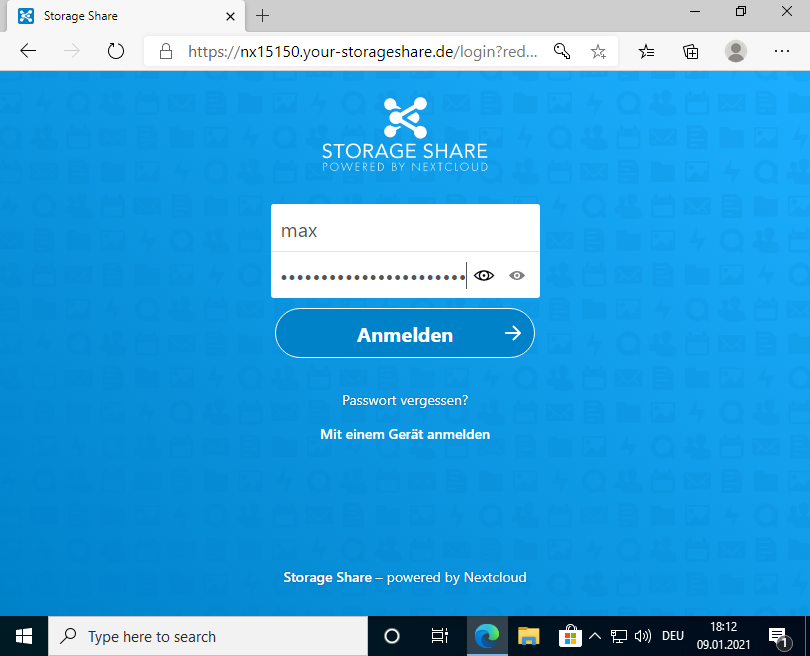 Storage Share
https://nx15150.your-storageshare.de/login?red...
STORAGE SHARE
POWERED BY NEXTCLOUD
max
Anmelden
Passwort vergessen?
Mit einem Gerät anmelden
Storage Share – powered by Nextcloud
Type here to search
DEU
18:12
09.01.2021
1